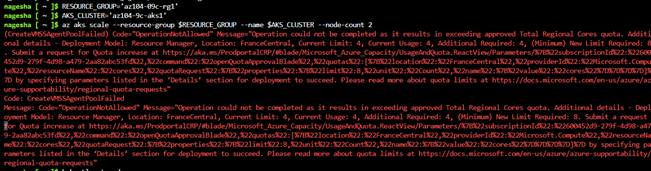 nagesha [ ~ ]$ RESOURCE_GROUP='az104-09c-rg1'
nagesha [ ~ ]$ AKS_CLUSTER='az104-9c-aks1'
nagesha [ ~ ]$ az aks scale --resource-group $RESOURCE_GROUP --name $AKS_CLUSTER --node-count 2
(CreateVMSSAgentPoolFailed) Code="OperationNotAllowed" Message="Operation could not be completed as it results in exceeding approved Total Regional Cores quota. Additi
onal details - Deployment Model: Resource Manager, Location: FranceCentral, Current Limit: 4, Current Usage: 4, Additional Required: 4, (Minimum) New Limit Required: 8
. Submit a request for Quota increase at https://aka.ms/ProdportalCRP/#blade/Microsoft_Azure_Capacity/UsageAndQuota.ReactView/Parameters/%7B%22subscriptionId%22:%22600
452d9-279f-4d98-a479-2aa82abc53fd%22,%22command%22:%22openQuotaApprovalBlade%22,%22quotas%22:[%7B%22location%22:%22FranceCentral%22,%22providerId%22:%22Microsoft.Compu
te%22,%22resourceName%22:%22cores%22,%22quotaRequest%22:%7B%22properties%22:%7B%22limit%22:8,%22unit%22:%22Count%22,%22name%22:%7B%22value%22:%22cores%22%7D%7D%7D%7D]%
7D by specifying parameters listed in the 'Details' section for deployment to succeed. Please read more about quota limits at https://docs.microsoft.com/en-us/azure/az
ure-supportability/regional-quota-requests"
Code: CreateVMSSAgentPoolFailed
Message: Code="OperationNotAllowed" Message="Operation could not be completed as it results in exceeding approved Total Regional Cores quota. Additional details - Depl
oyment Model: Resource Manager, Location: FranceCentral, Current Limit: 4, Current Usage: 4, Additional Required: 4, (Minimum) New Limit Required: 8. Submit a request
for Quota increase at https://aka.ms/ProdportalCRP/#blade/Microsoft_Azure_Capacity/UsageAndQuota.ReactView/Parameters/%7B%22subscriptionId%22:%22600452d9-279f-4d98-a47
9-2aa82abc53fd%22,%22command%22:%22openQuotaApprovalBlade%22,%22quotas%22:[%7B%22location%22:%22FranceCentral%22,%22providerId%22:%22Microsoft.Compute%22,%22resourceNa
me%22:%22cores%22,%22quotaRequest%22:%7B%22properties%22:%7B%22limit%22:8,%22unit%22:%22Count%22,%22name%22:%7B%22value%22:%22cores%22%7D%7D%7D%7D]%7D by specifying pa
rameters listed in the 'Details' section for deployment to succeed. Please read more about quota limits at https://docs.microsoft.com/en-us/azure/azure-supportability/
regional-quota-requests"